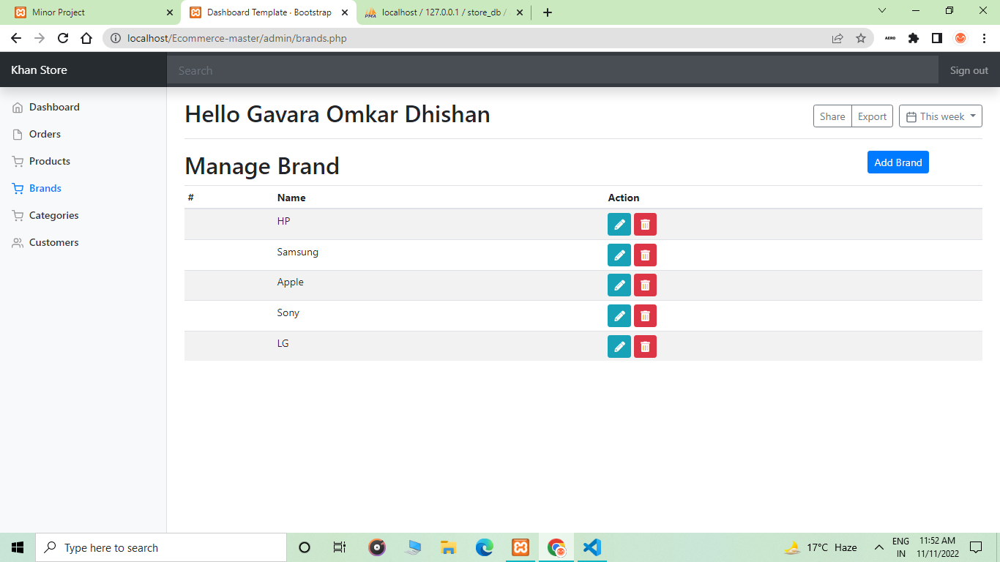 Minor Project
Dashboard Template · Bootstrap
localhost / 127.0.0.1 / store_db /
localhost/Ecommerce-master/admin/brands.php
AERO
Khan Store
Search
Sign out
Dashboard
Orders
Products
Brands
Categories
Customers
Hello Gavara Omkar Dhishan
Share
Export
This week
Manage Brand
Add Brand
# Name Action
HP
Samsung
Apple
Sony
LG
Type here to search
17°C Haze
ENG
IN
11:52 AM
11/11/2022